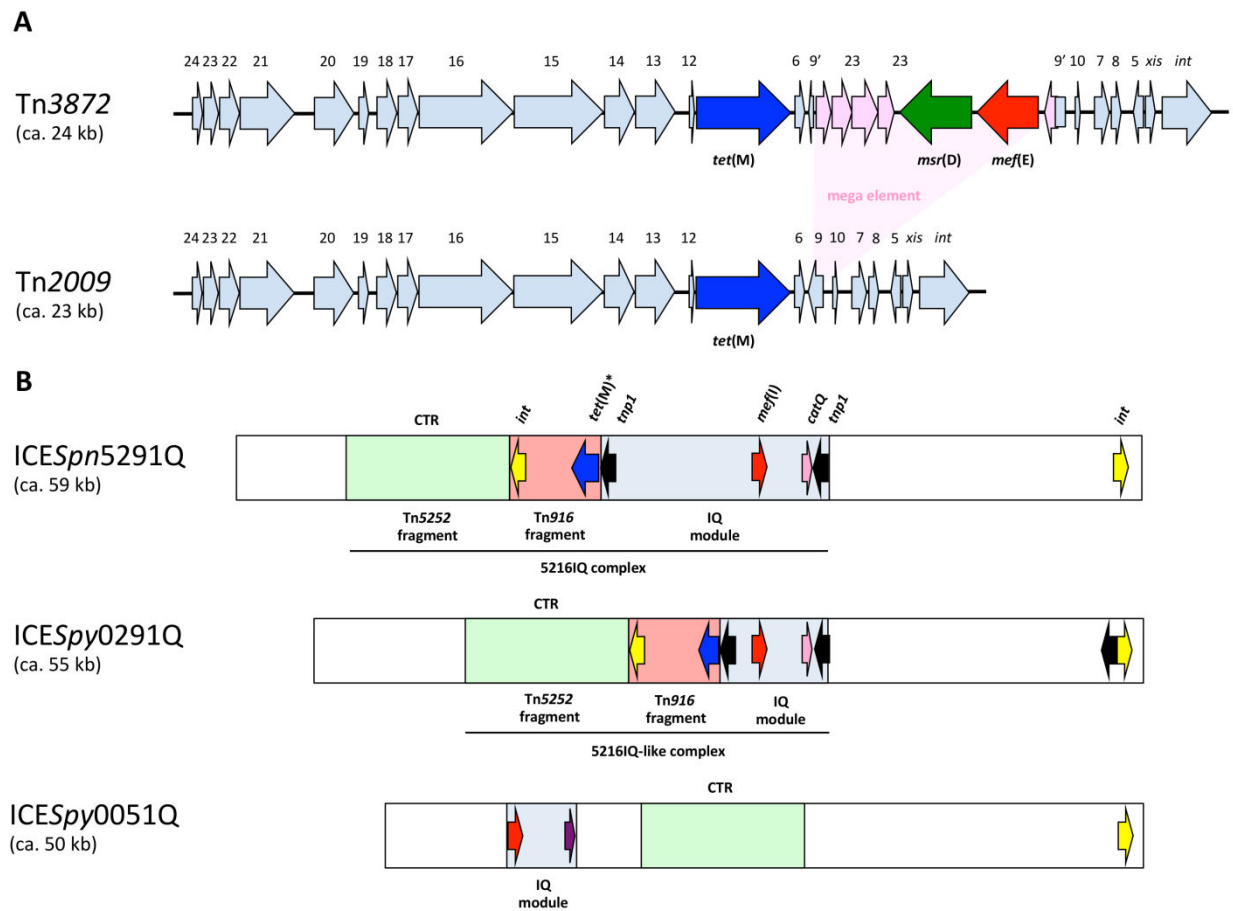 A
24 23 22 21 20 19 18 17 16 15 14 13 12 6 9' 23 23 9' 10 7 8 5 xis int
Tn3872
(ca. 24 kb)
tet(M) msr(D) mef(E)
mega element
24 23 22 21 20 19 18 17 16 15 14 13 12 6 9 10 7 8 5 xis int
Tn2009
(ca. 23 kb)
tet(M)
B
CTR int tet(M)* tnp1 mef(I) catQ tnp1 int
ICESpn5291Q
(ca. 59 kb)
Tn5252 Tn916 IQ
fragment fragment module
5216IQ complex
CTR
ICESpy0291Q
(ca. 55 kb)
Tn5252 Tn916 IQ
fragment fragment module
5216IQ-like complex
CTR
ICESpy0051Q
(ca. 50 kb)
IQ
module